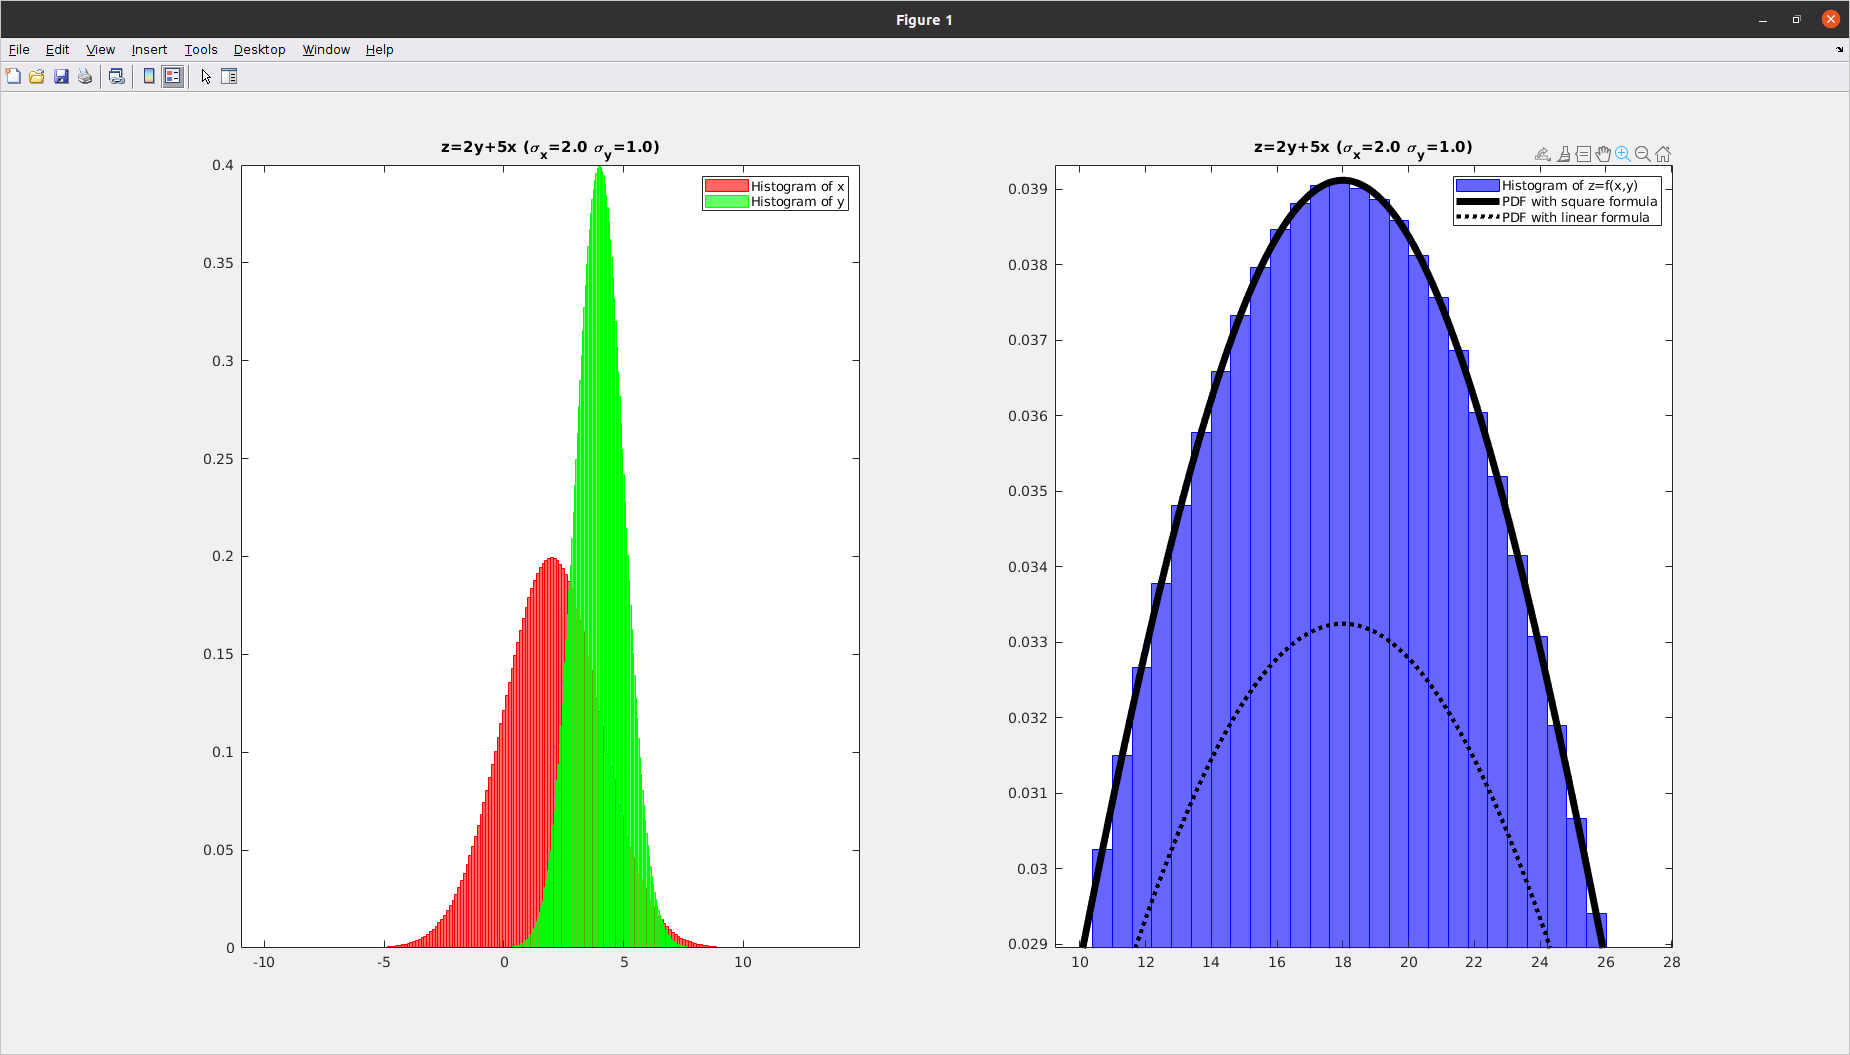 Figure 1
File Edit View Insert Tools Desktop Window Help
z=2y+5x (σx=2.0 σy=1.0)
0.4
0.35
0.3
0.25
0.2
0.15
0.1
0.05
0
-10 -5 0 5 10
Histogram of x
Histogram of y
z=2y+5x (σx=2.0 σy=1.0)
0.039
0.038
0.037
0.036
0.035
0.034
0.033
0.032
0.031
0.03
0.029
10 12 14 16 18 20 22 24 26 28
Histogram of z=f(x,y)
PDF with square formula
PDF with linear formula